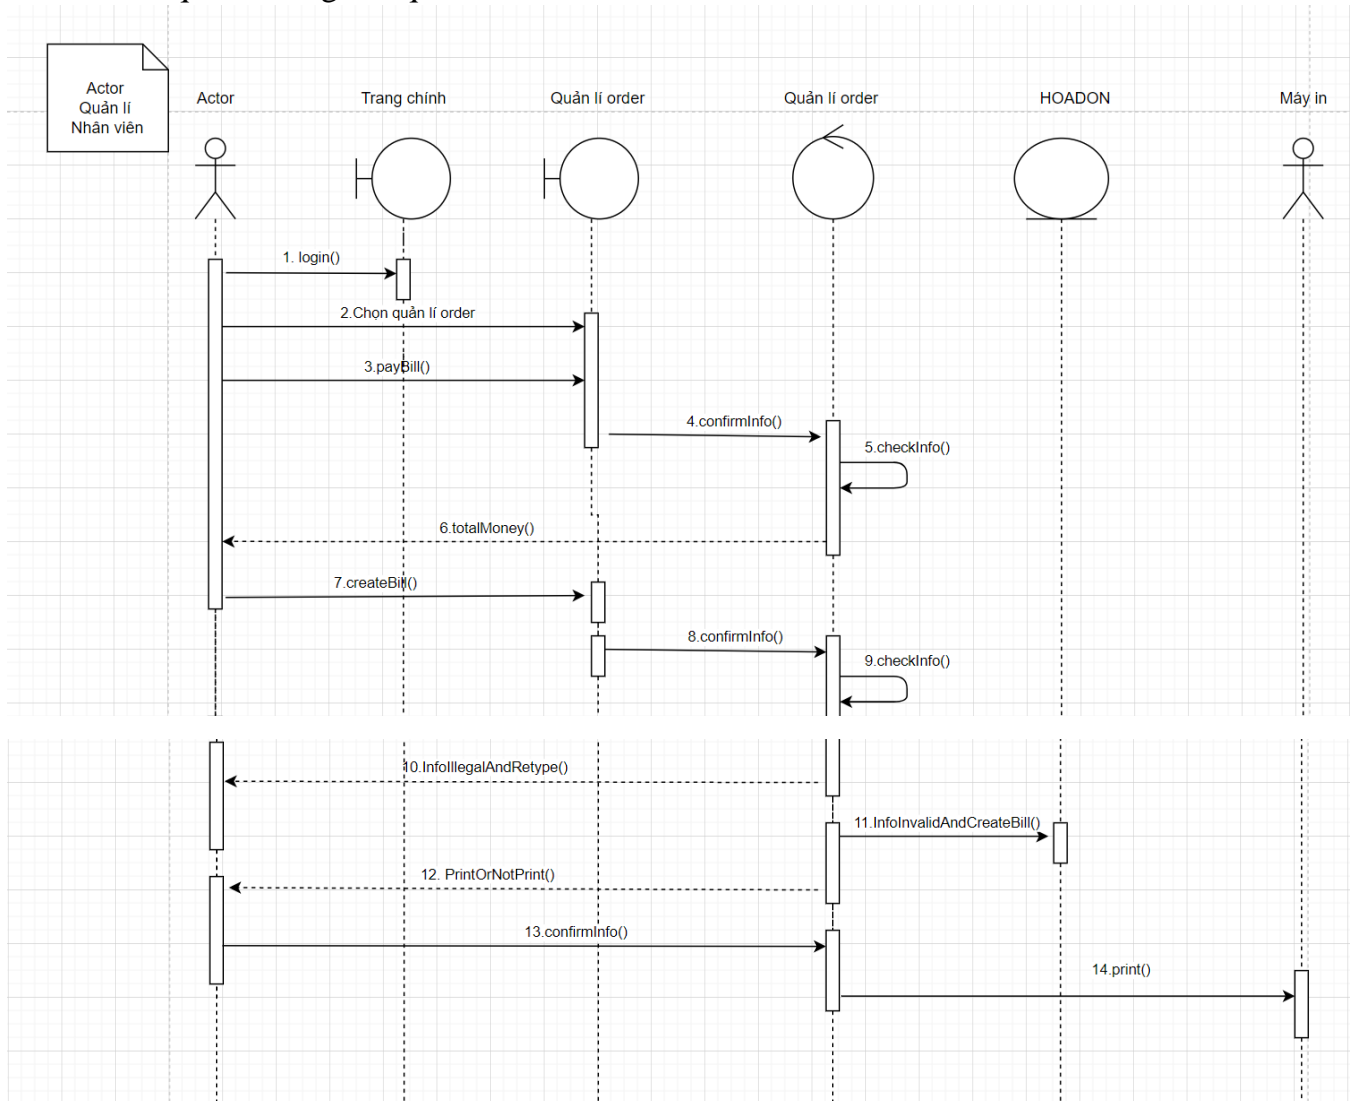 Actor
Quản lí
Nhân viên
Actor
Trang chính
Quản lí order
Quản lí order
HOADON
Máy in
1. login()
2.Chọn quản lí order
3.payBill()
4.confirmInfo()
5.checkInfo()
6.totalMoney()
7.createBill()
8.confirmInfo()
9.checkInfo()
10.InfoIllegalAndRetype()
11.InfoInvalidAndCreateBill()
12. PrintOrNotPrint()
13.confirmInfo()
14.print()